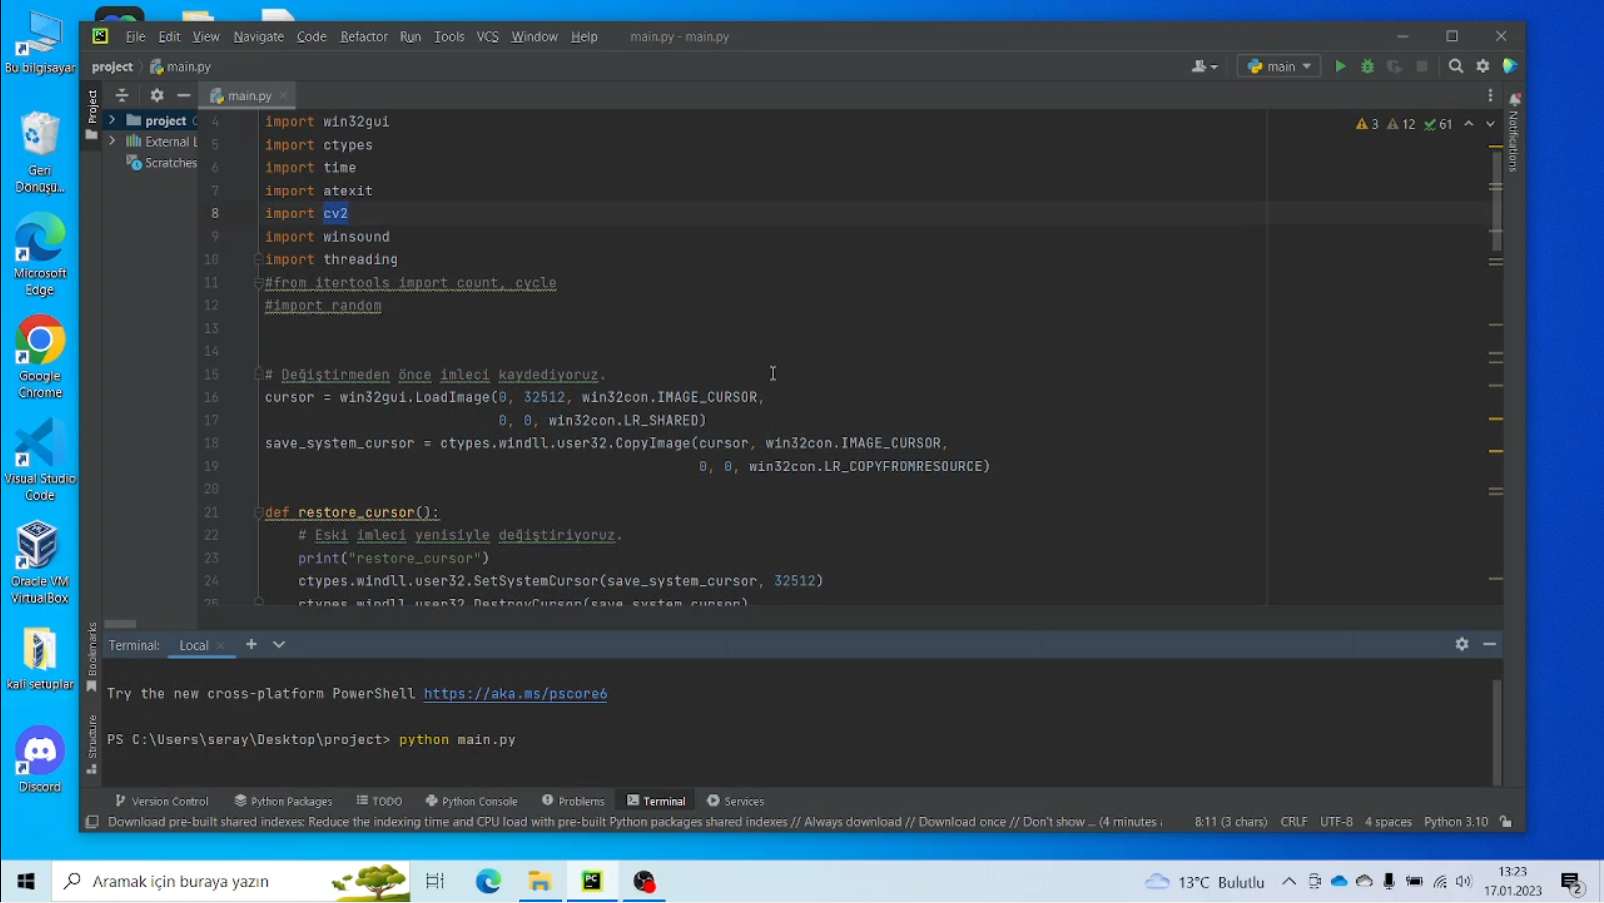 File Edit View Navigate Code Refactor Run Tools VCS Window Help main.py - main.py
project main.py
main
Project
main.py
project
External L
Scratches
3 12 61
Notifications
4 import win32gui
5 import ctypes
6 import time
7 import atexit
8 import cv2
9 import winsound
10 import threading
11 #from itertools import count, cycle
12 #import random
13
14
15 # Değiştirmeden önce imleci kaydediyoruz.
16 cursor = win32gui.LoadImage(0, 32512, win32con.IMAGE_CURSOR,
17 0, 0, win32con.LR_SHARED)
18 save_system_cursor = ctypes.windll.user32.CopyImage(cursor, win32con.IMAGE_CURSOR,
19 0, 0, win32con.LR_COPYFROMRESOURCE)
20
21 def restore_cursor():
22 # Eski imleci yenisiyle değiştiriyoruz.
23 print("restore_cursor")
24 ctypes.windll.user32.SetSystemCursor(save_system_cursor, 32512)
25 ctypes.windll.user32.DestroyCursor(save_system_cursor)
Terminal: Local
Bookmarks
Structure
Try the new cross-platform PowerShell https://aka.ms/pscore6
PS C:\Users\seray\Desktop\project> python main.py
Version Control Python Packages TODO Python Console Problems Terminal Services
Download pre-built shared indexes: Reduce the indexing time and CPU load with pre-built Python packages shared indexes // Always download // Download once // Don't show ... (4 minutes 8:11 (3 chars) CRLF UTF-8 4 spaces Python 3.10
Bu bilgisayar
Geri
Dönüşü...
Microsoft
Edge
Google
Chrome
Visual Studio
Code
Oracle VM
VirtualBox
kali setuplar
Discord
Aramak için buraya yazın
13°C Bulutlu
13:23
17.01.2023
2